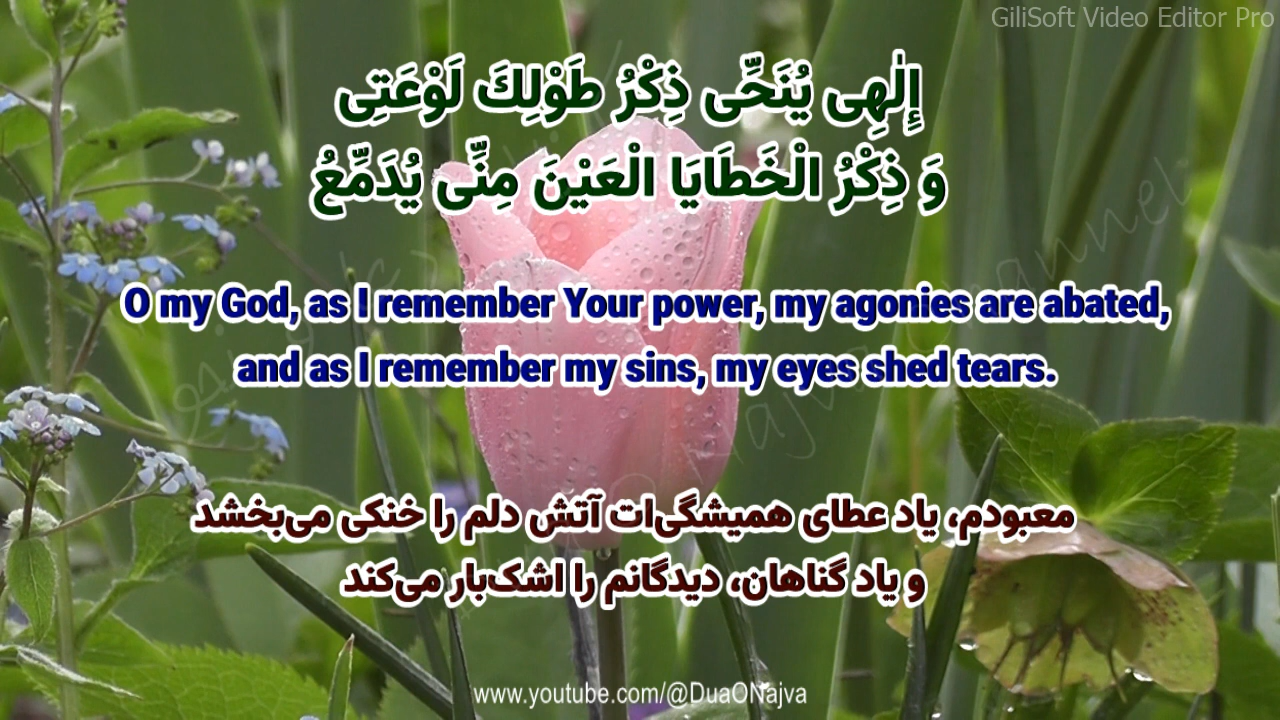 GiliSoft Video Editor Pro
إِلٰهِی یُنَحِّی ذِكْرُ طَوْلِكَ لَوْعَتِی
وَ ذِكْرُ الْخَطَایَا الْعَیْنَ مِنِّی یُدَمِّعُ
O my God, as I remember Your power, my agonies are abated,
and as I remember my sins, my eyes shed tears.
معبودم، یاد عطای همیشگی‌ات آتش دلم را خنکی می‌بخشد
و یاد گناهان، دیدگانم را اشک‌بار می‌کند
www.youtube.com/@DuaONajva